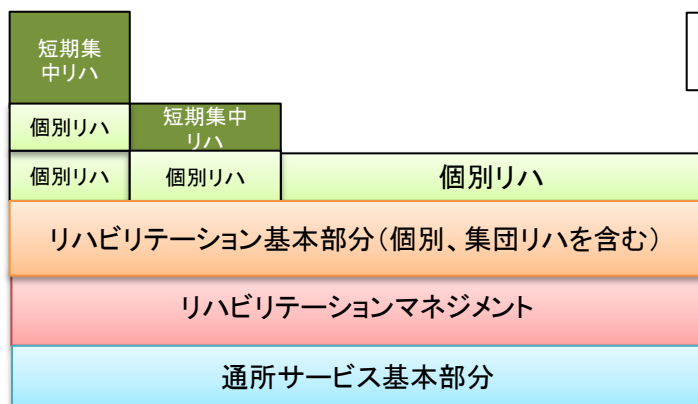 短期集
中リハ
個別リハ
短期集中
リハ
個別リハ
個別リハ
個別リハ
リハビリテーション基本部分(個別、集団リハを含む)
リハビリテーションマネジメント
通所サービス基本部分